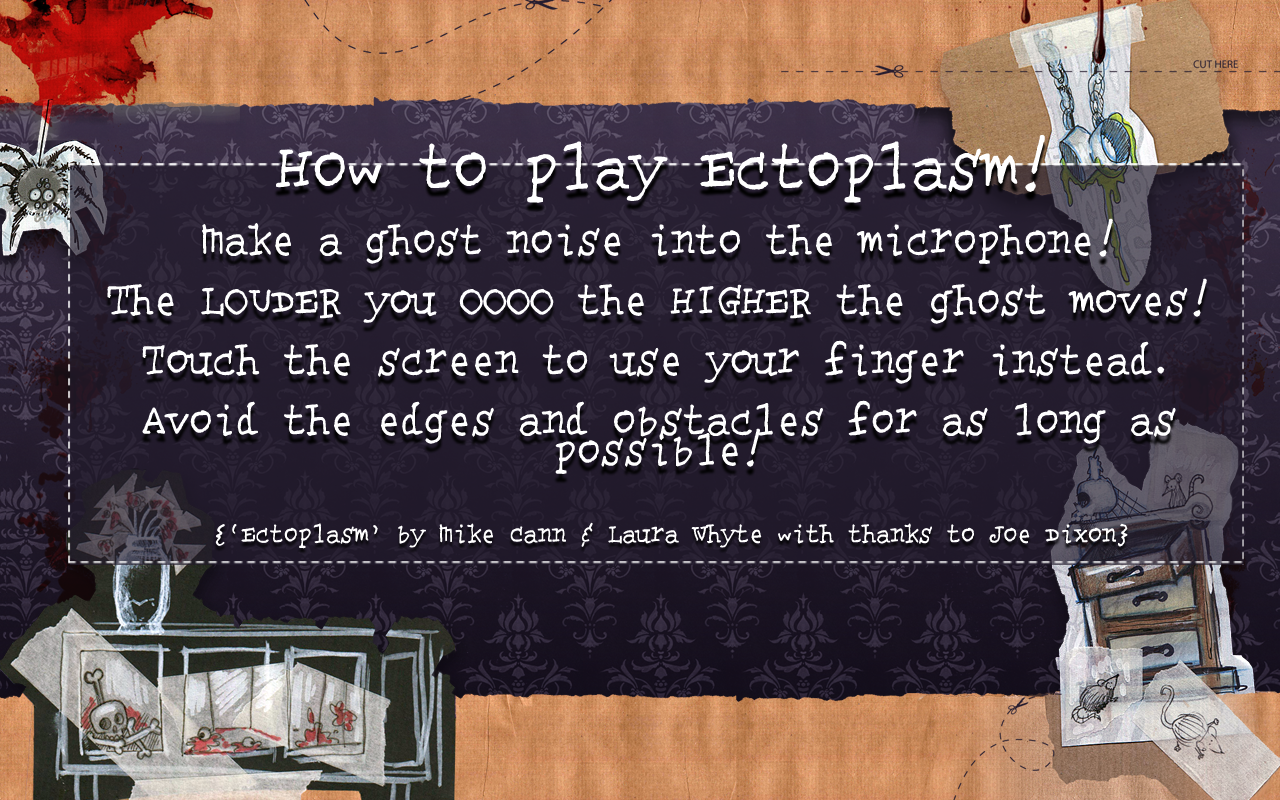 CUT HERE
How to play Ectoplasm!
Make a ghost noise into the microphone!
The LOUDER you OOOO the HIGHER the ghost moves!
Touch the screen to use your finger instead.
Avoid the edges and obstacles for as long as
possible!
{‘Ectoplasm’ by Mike Cann & Laura Whyte with thanks to Joe Dixon}